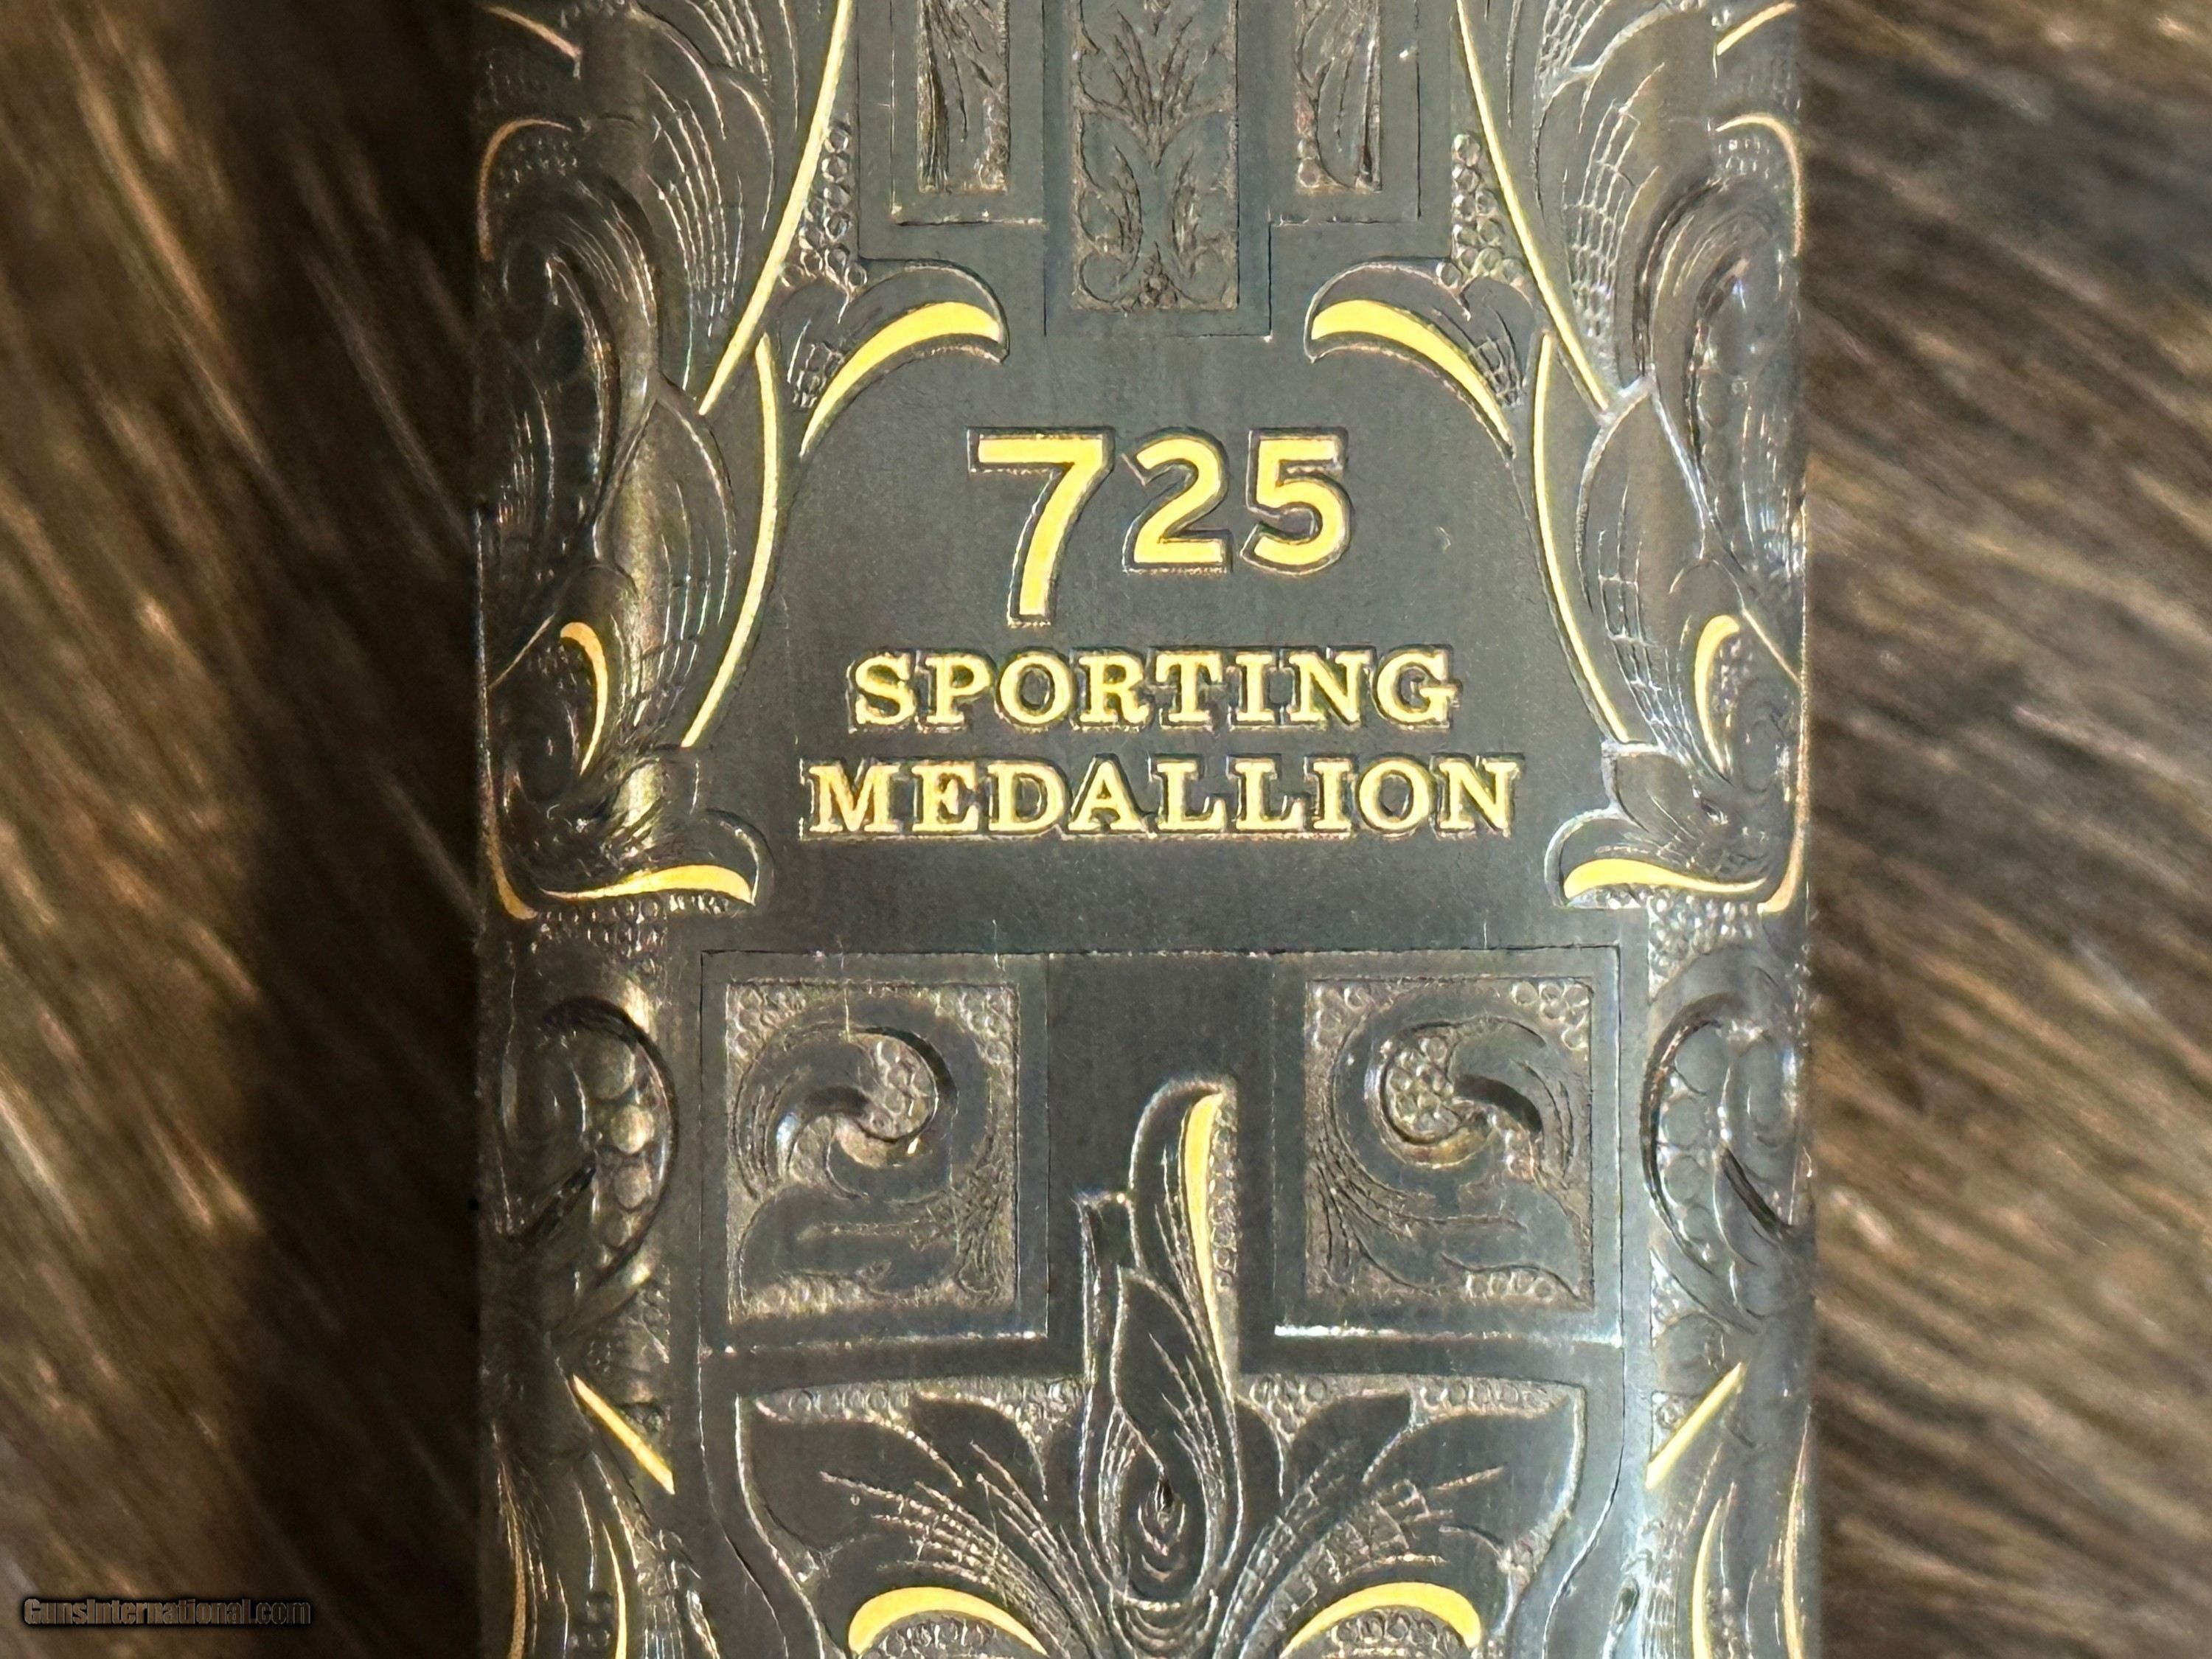 725
SPORTING
MEDALLION
GunsInternational.com